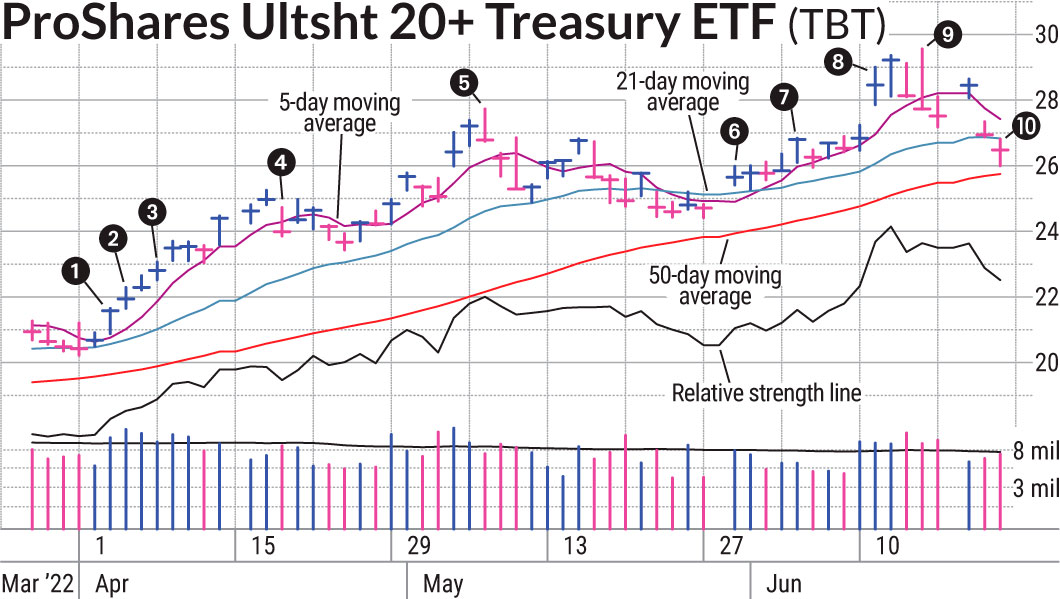 ProShares Ultsht 20+ Treasury ETF (TBT)
30
28
26
24
22
20
8 mil
3 mil
1
2
3
4
5-day moving
average
5
21-day moving
average
6
7
8
9
10
50-day moving
average
Relative strength line
1
15
29
13
27
10
Mar ’22
Apr
May
Jun